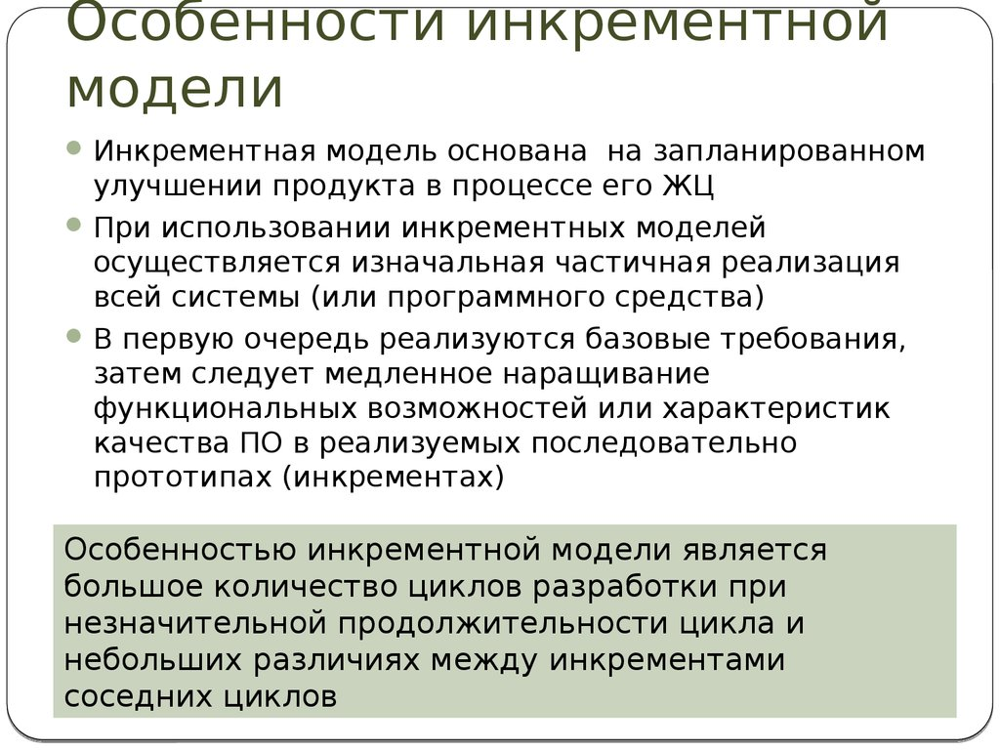 Особенности инкрементной
модели
Инкрементная модель основана  на запланированном
улучшении продукта в процессе его ЖЦ
При использовании инкрементных моделей
осуществляется изначальная частичная реализация
всей системы (или программного средства)
В первую очередь реализуются базовые требования,
затем следует медленное наращивание
функциональных возможностей или характеристик
качества ПО в реализуемых последовательно
прототипах (инкрементах)
Особенностью инкрементной модели является
большое количество циклов разработки при
незначительной продолжительности цикла и
небольших различиях между инкрементами
соседних циклов